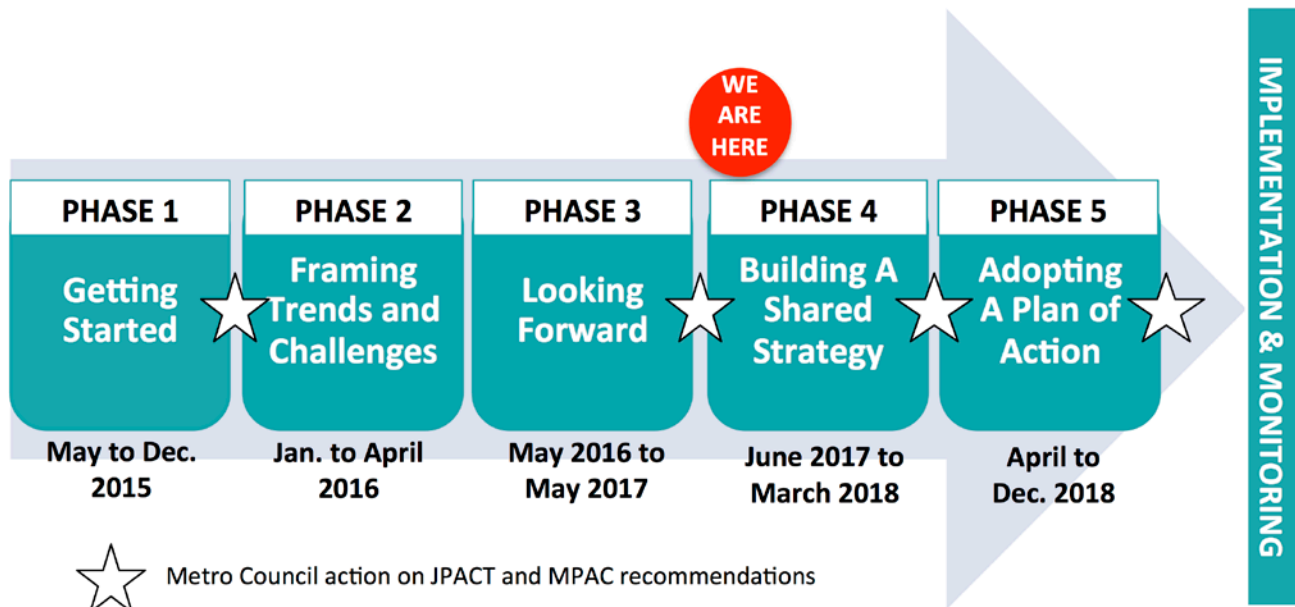 WE
ARE
HERE
PHASE 1
Getting
Started
May to Dec.
2015
PHASE 2
Framing
Trends and
Challenges
Jan. to April
2016
PHASE 3
Looking
Forward
May 2016 to
May 2017
PHASE 4
Building A
Shared
Strategy
June 2017 to
March 2018
PHASE 5
Adopting
A Plan of
Action
April to
Dec. 2018
IMPLEMENTATION & MONITORING
Metro Council action on JPACT and MPAC recommendations